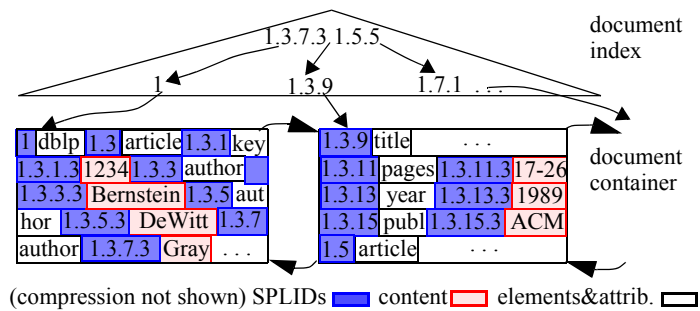 1.3.7.3 1.5.5
document
index
1 1.3.9 1.7.1 . . .
1 dblp 1.3 article 1.3.1 key
1.3.1.3 1234 1.3.3 author
1.3.3.3 Bernstein 1.3.5 aut
hor 1.3.5.3 DeWitt 1.3.7
author 1.3.7.3 Gray . . .
1.3.9 title . . .
1.3.11 pages 1.3.11.3 17-26
1.3.13 year 1.3.13.3 1989
1.3.15 publ 1.3.15.3 ACM
1.5 article . . .
document
container
(compression not shown) SPLIDs content elements&attrib.